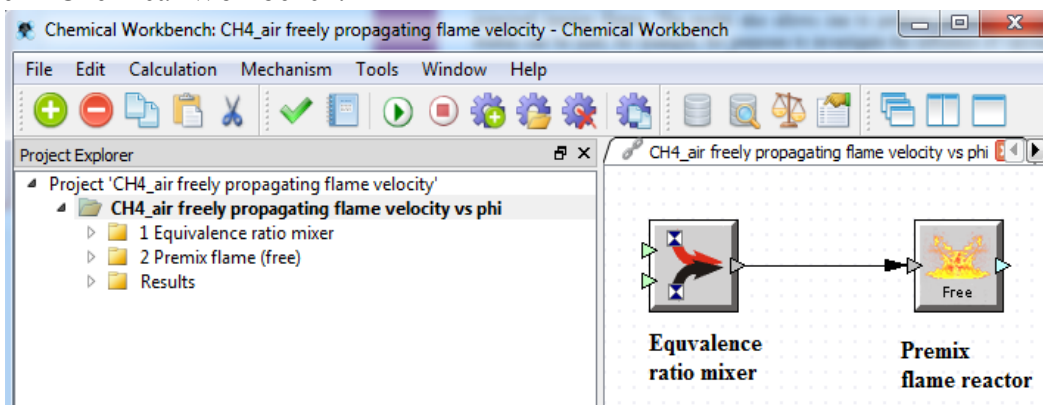 Chemical Workbench: CH4_air freely propagating flame velocity - Chemical Workbench
File Edit Calculation Mechanism Tools Window Help
Project Explorer
CH4_air freely propagating flame velocity vs phi
Project 'CH4_air freely propagating flame velocity'
CH4_air freely propagating flame velocity vs phi
1 Equivalence ratio mixer
2 Premix flame (free)
Results
Free
Equvalence
ratio mixer
Premix
flame reactor